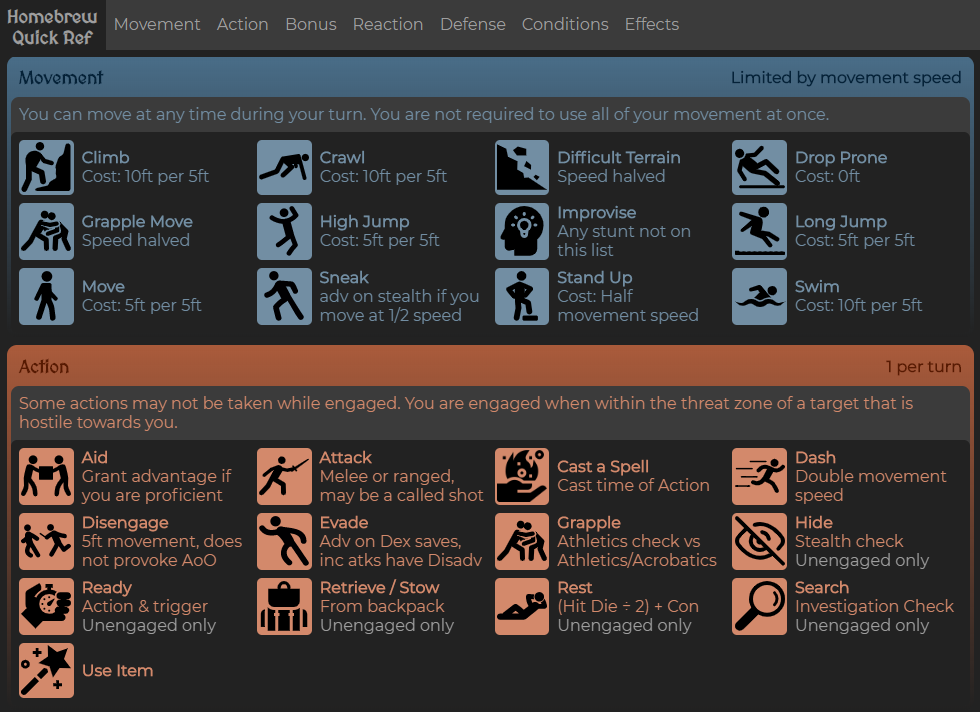 Homebrew
Quick Ref
Movement Action Bonus Reaction Defense Conditions Effects
Movement Limited by movement speed
You can move at any time during your turn. You are not required to use all of your movement at once.
Climb
Cost: 10ft per 5ft
Crawl
Cost: 10ft per 5ft
Difficult Terrain
Speed halved
Drop Prone
Cost: 0ft
Grapple Move
Speed halved
High Jump
Cost: 5ft per 5ft
Improvise
Any stunt not on
this list
Long Jump
Cost: 5ft per 5ft
Move
Cost: 5ft per 5ft
Sneak
adv on stealth if you
move at 1/2 speed
Stand Up
Cost: Half
movement speed
Swim
Cost: 10ft per 5ft
Action 1 per turn
Some actions may not be taken while engaged. You are engaged when within the threat zone of a target that is
hostile towards you.
Aid
Grant advantage if
you are proficient
Attack
Melee or ranged,
may be a called shot
Cast a Spell
Cast time of Action
Dash
Double movement
speed
Disengage
5ft movement, does
not provoke AoO
Evade
Adv on Dex saves,
inc atks have Disadv
Grapple
Athletics check vs
Athletics/Acrobatics
Hide
Stealth check
Unengaged only
Ready
Action & trigger
Unengaged only
Retrieve / Stow
From backpack
Unengaged only
Rest
(Hit Die ÷ 2) + Con
Unengaged only
Search
Investigation Check
Unengaged only
Use Item